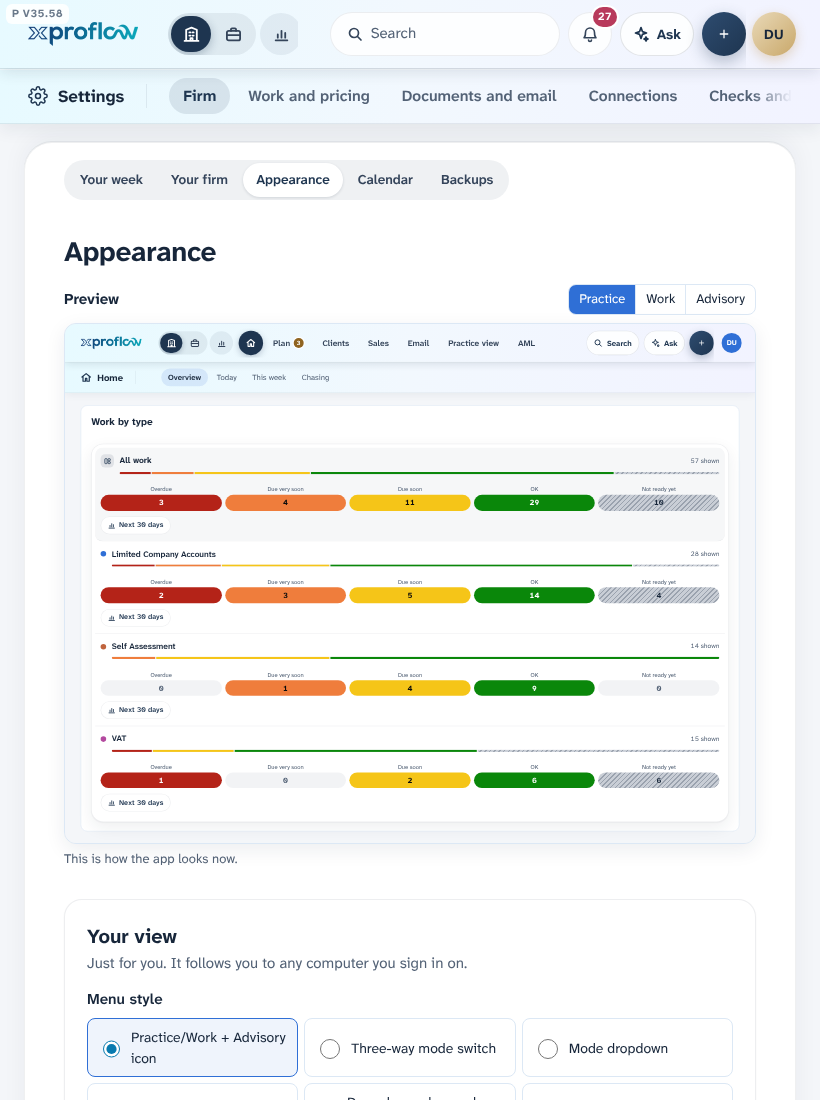 P V35.58
xproflow
Search
27
Ask
+
DU
Settings
Firm
Work and pricing
Documents and email
Connections
Checks and
Your week
Your firm
Appearance
Calendar
Backups
Appearance
Preview
Practice
Work
Advisory
xproflow
Plan 3
Clients
Sales
Email
Practice view
AML
Search
Ask
+
DU
Home
Overview
Today
This week
Chasing
Work by type
All work
57 shown
Overdue
Due very soon
Due soon
OK
Not ready yet
3
4
11
29
10
Next 30 days
Limited Company Accounts
28 shown
Overdue
Due very soon
Due soon
OK
Not ready yet
2
3
5
14
4
Next 30 days
Self Assessment
14 shown
Overdue
Due very soon
Due soon
OK
Not ready yet
0
1
4
9
0
Next 30 days
VAT
15 shown
Overdue
Due very soon
Due soon
OK
Not ready yet
1
0
2
6
6
Next 30 days
This is how the app looks now.
Your view
Just for you. It follows you to any computer you sign in on.
Menu style
Practice/Work + Advisory
icon
Three-way mode switch
Mode dropdown